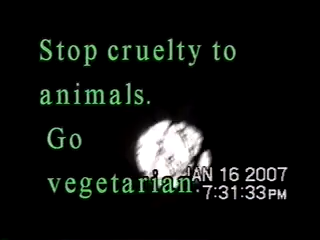 Stop cruelty to
animals.
Go
vegetarian.
JAN 16 2007
7:31:33PM